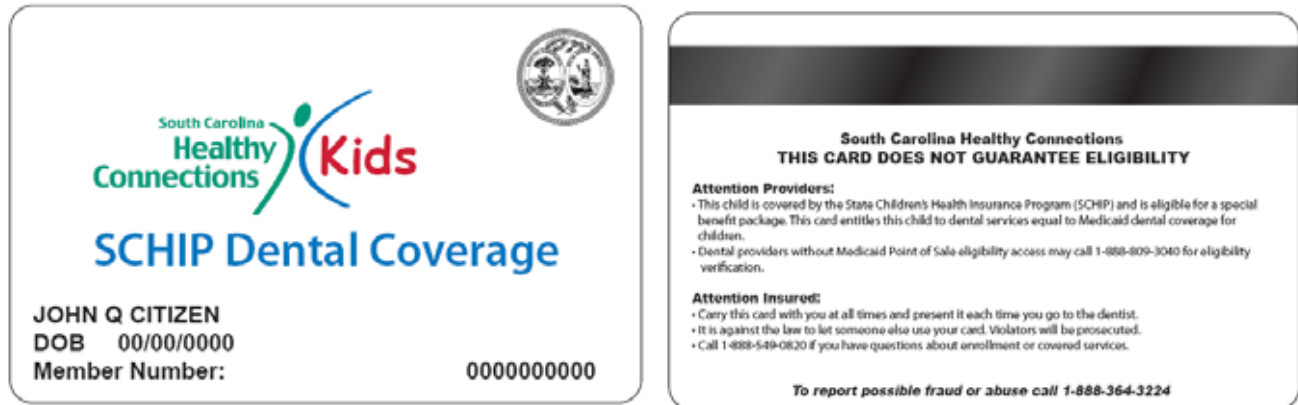 South Carolina
Healthy
Connections
Kids
SCHIP Dental Coverage
JOHN Q CITIZEN
DOB 00/00/0000
Member Number: 0000000000
South Carolina Healthy Connections
THIS CARD DOES NOT GUARANTEE ELIGIBILITY
Attention Providers:
• This child is covered by the State Children's Health Insurance Program (SCHIP) and is eligible for a special
benefit package. This card entitles this child to dental services equal to Medicaid dental coverage for
children.
• Dental providers without Medicaid Point of Sale eligibility access may call 1-888-809-3040 for eligibility
verification.
Attention Insured:
• Carry this card with you at all times and present it each time you go to the dentist.
• It is against the law to let someone else use your card. Violators will be prosecuted.
• Call 1-888-549-0820 if you have questions about enrollment or covered services.
To report possible fraud or abuse call 1-888-364-3224